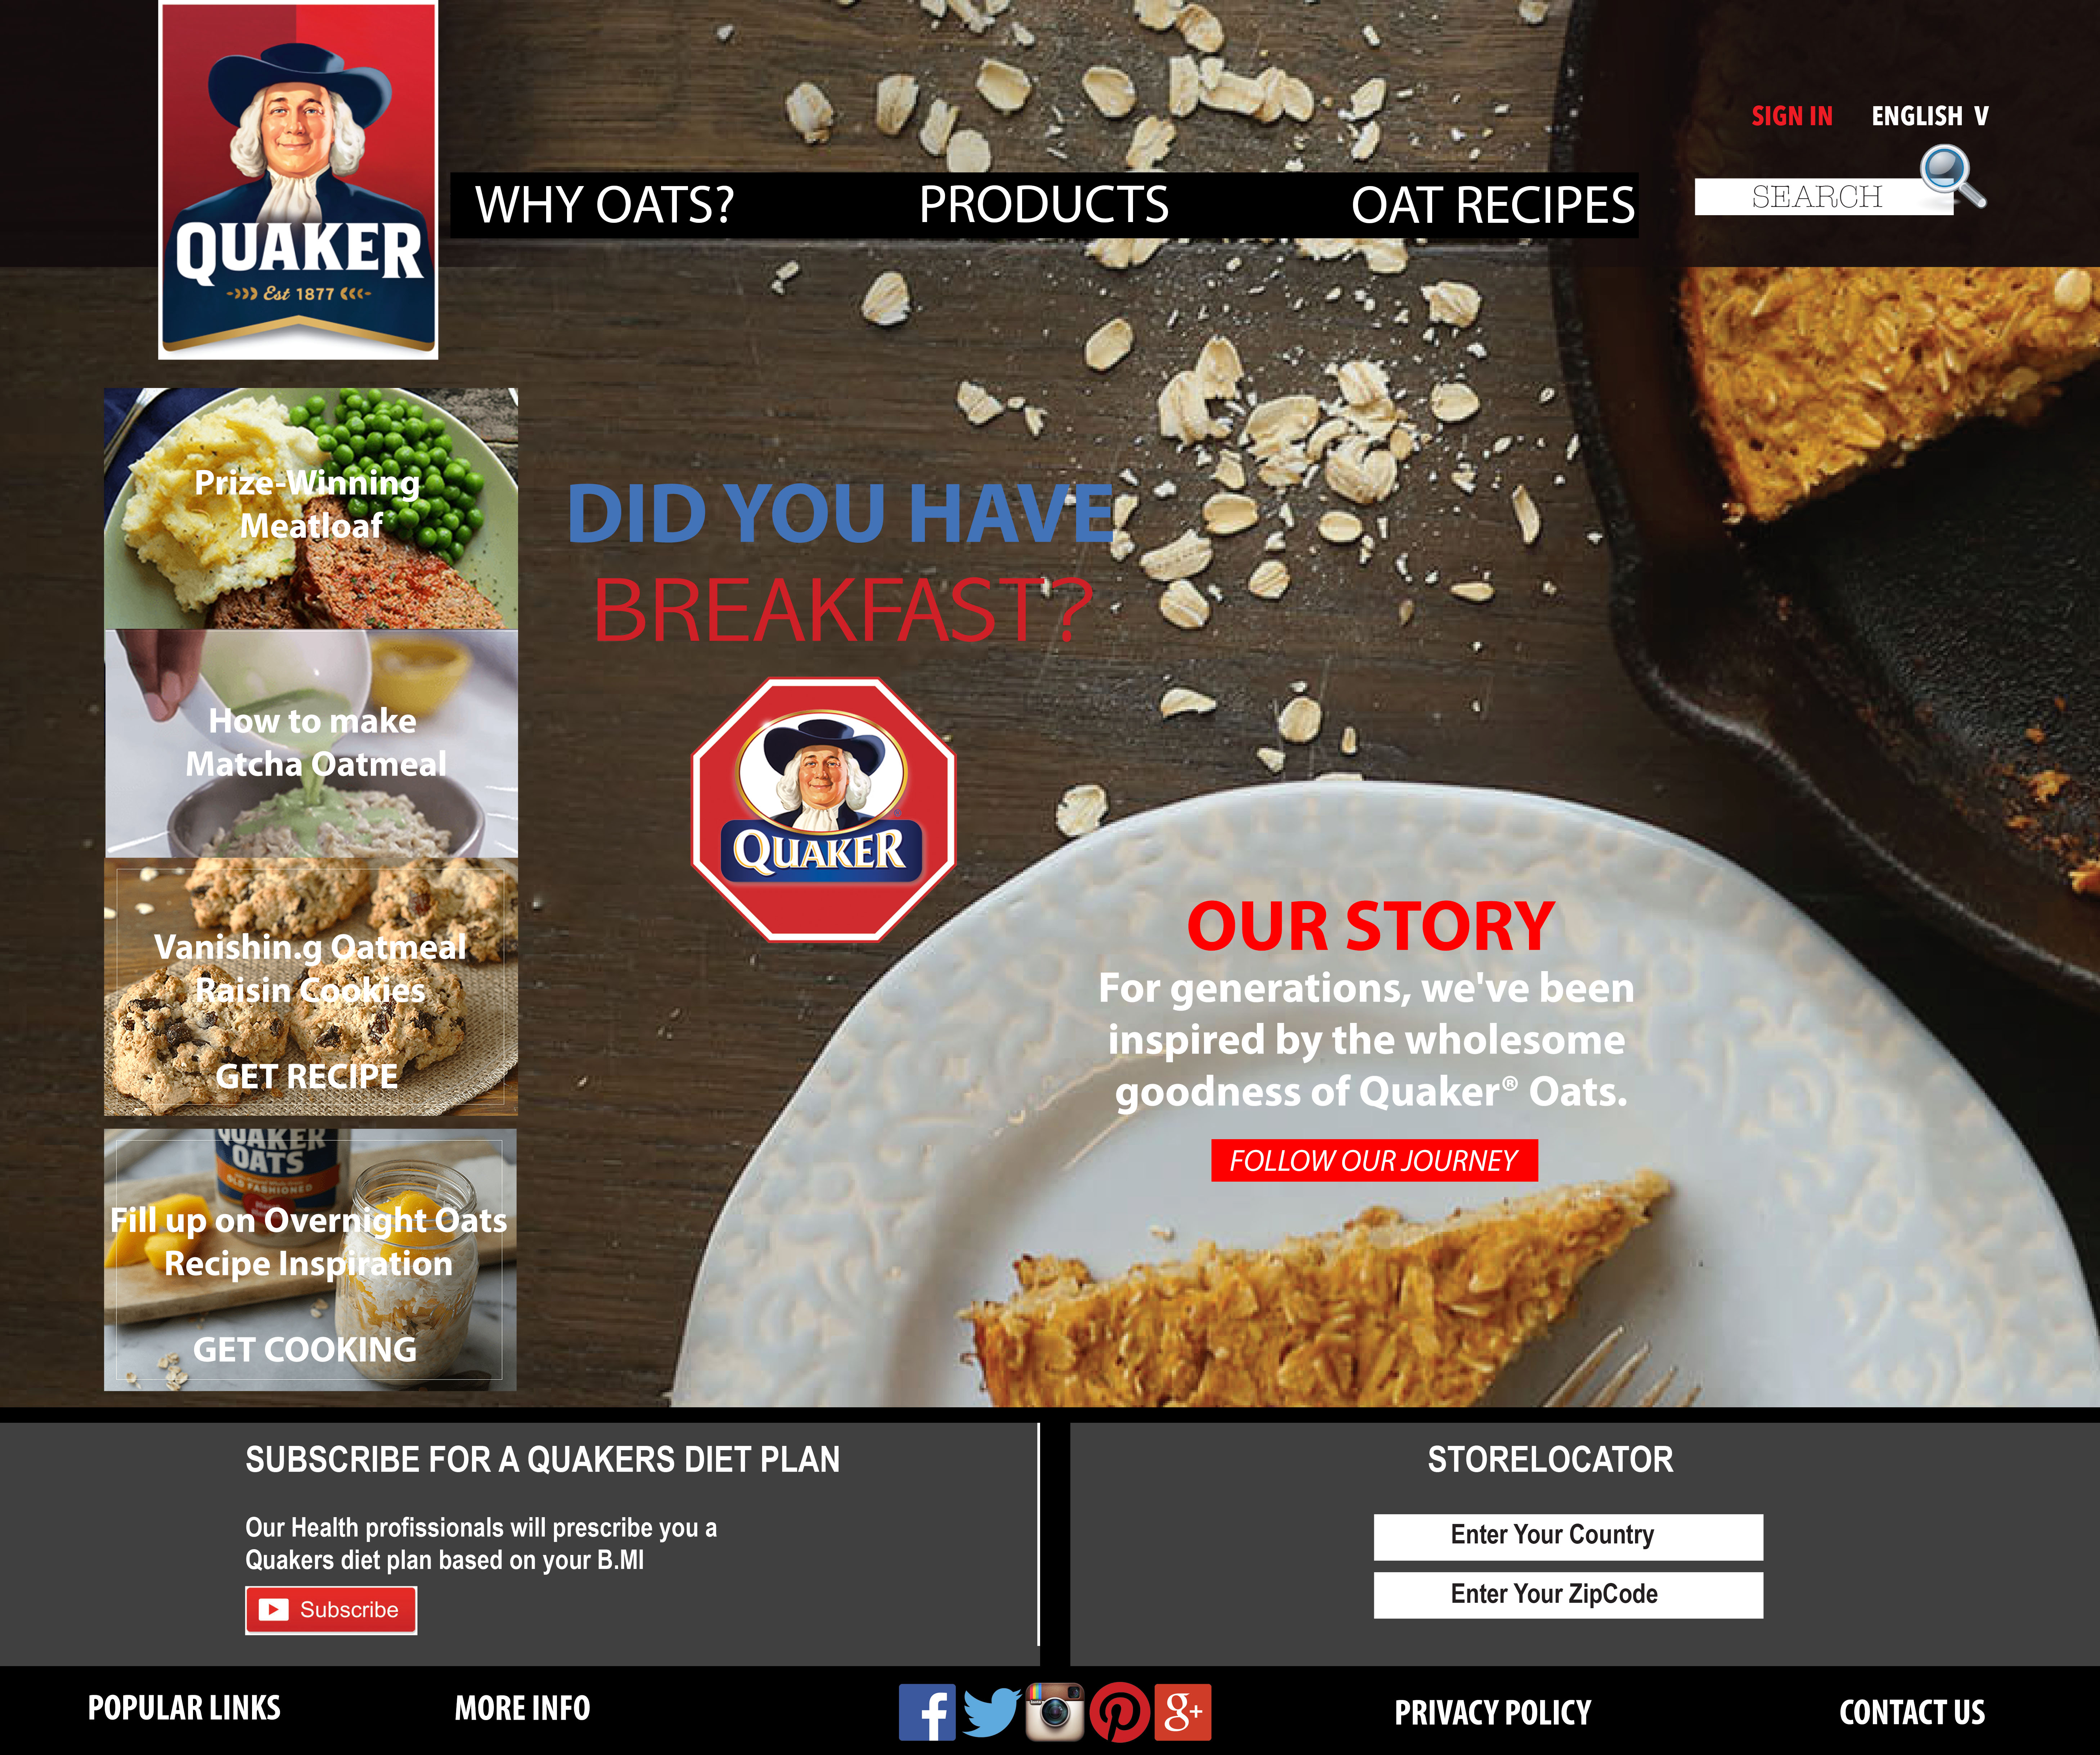 SIGN IN ENGLISH V
WHY OATS? PRODUCTS OAT RECIPES
SEARCH
QUAKER
Est 1877
Prize-Winning
Meatloaf
How to make
Matcha Oatmeal
Vanishin.g Oatmeal
Raisin Cookies
GET RECIPE
QUAKER
OATS
OLD FASHIONED
Fill up on Overnight Oats
Recipe Inspiration
GET COOKING
DID YOU HAVE
BREAKFAST?
QUAKER
OUR STORY
For generations, we've been
inspired by the wholesome
goodness of Quaker® Oats.
FOLLOW OUR JOURNEY
SUBSCRIBE FOR A QUAKERS DIET PLAN
Our Health profissionals will prescribe you a
Quakers diet plan based on your B.MI
Subscribe
STORELOCATOR
Enter Your Country
Enter Your ZipCode
POPULAR LINKS MORE INFO f g+ PRIVACY POLICY CONTACT US